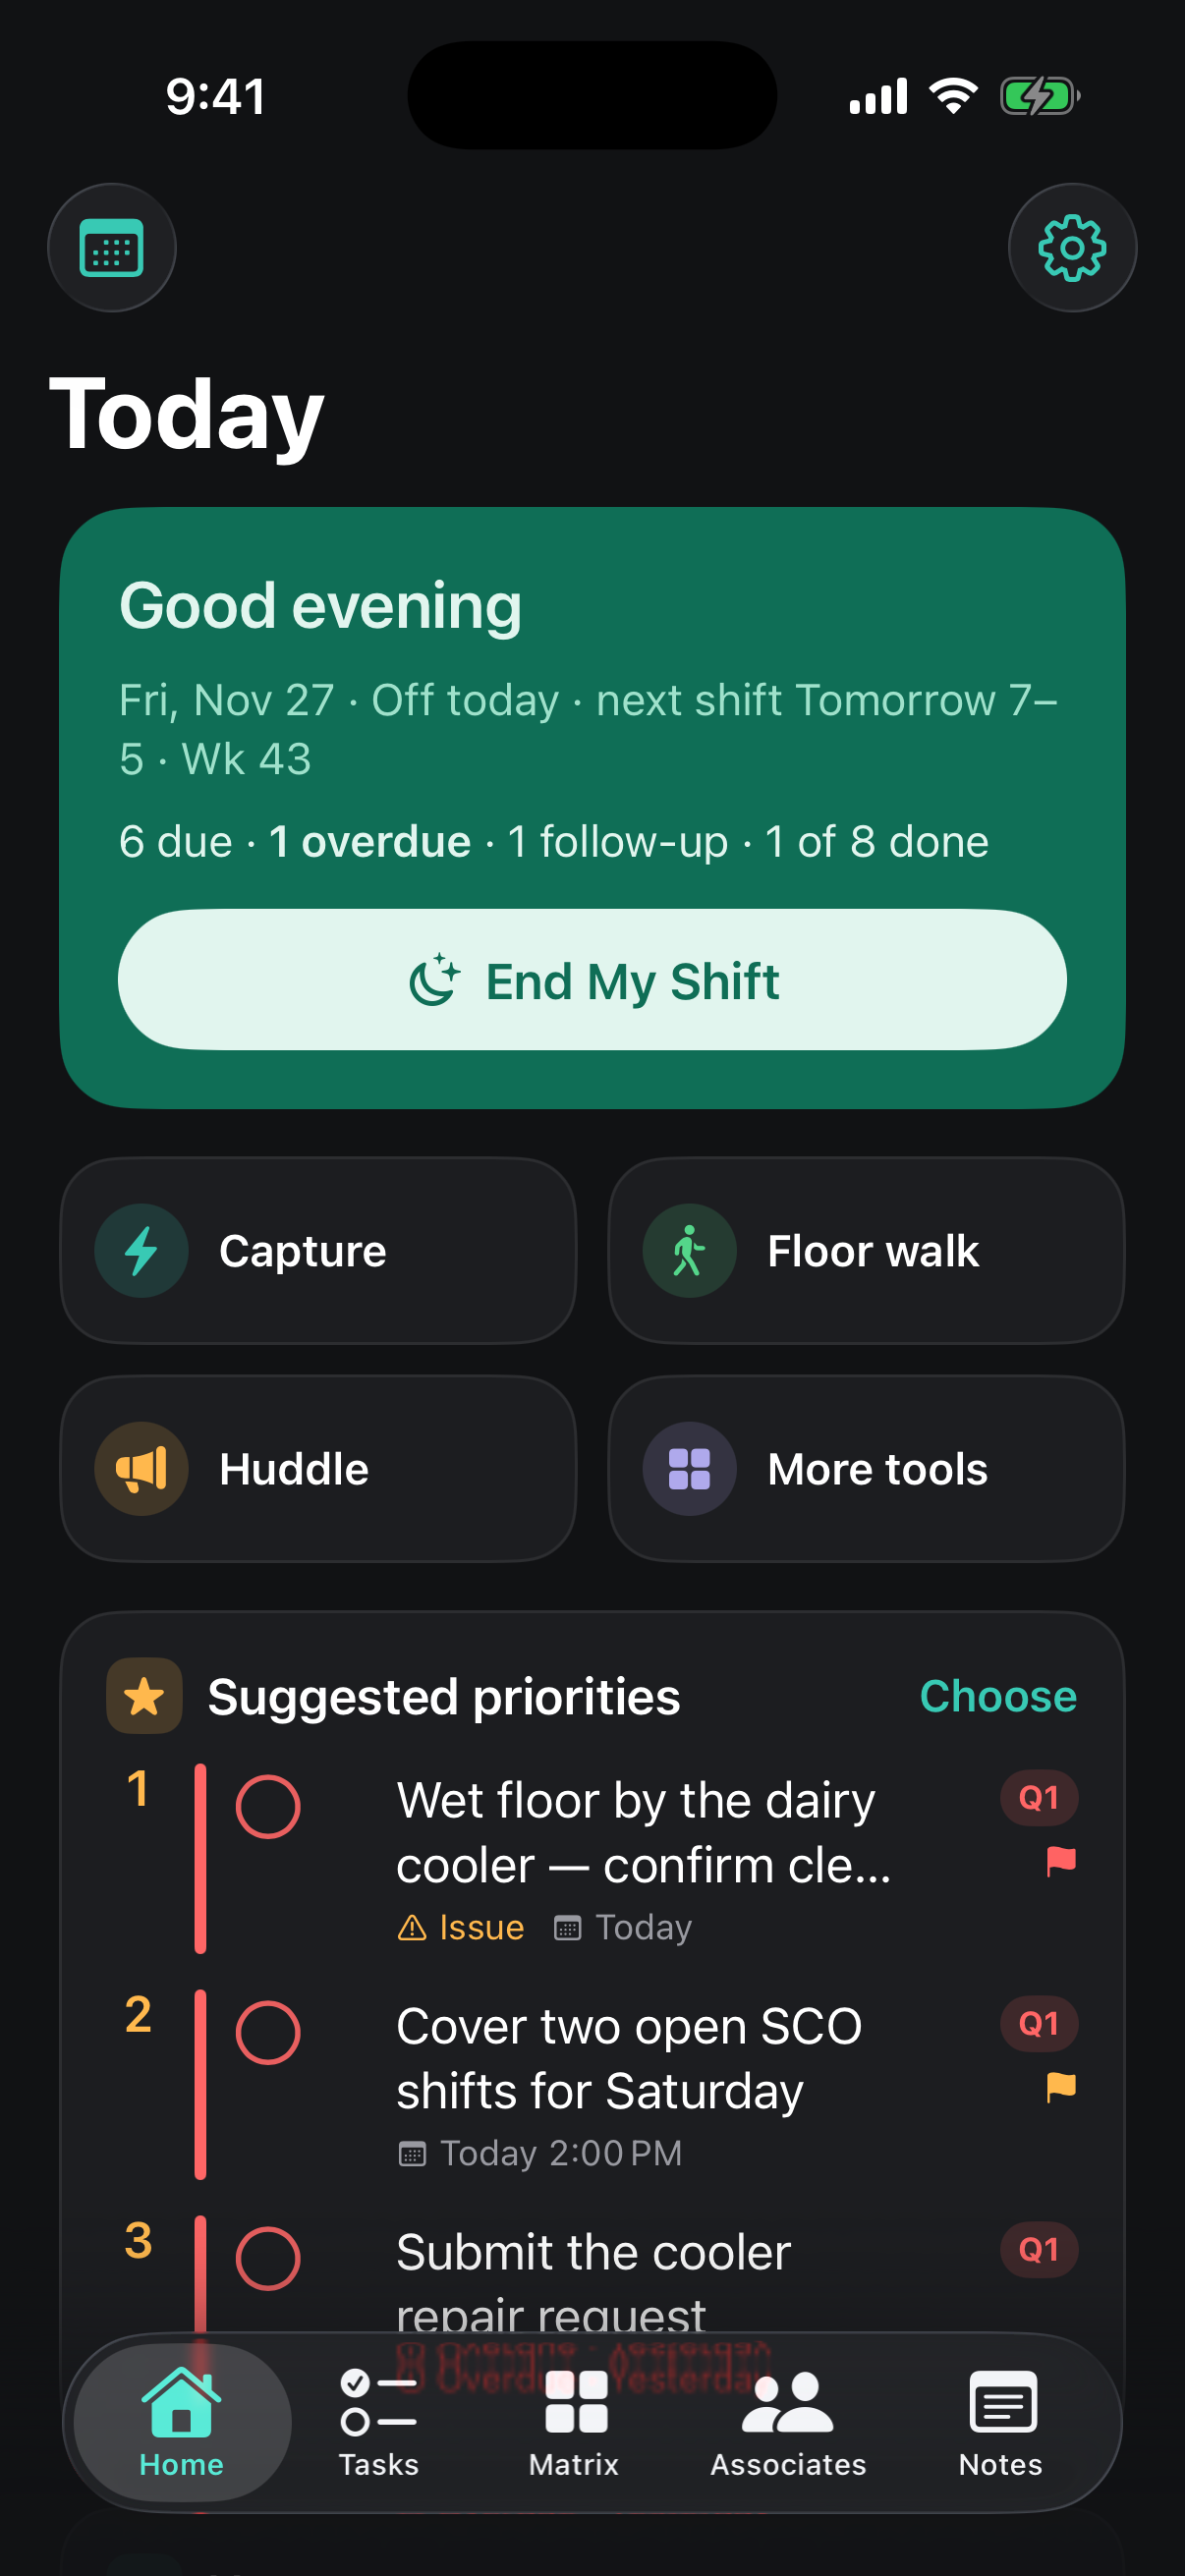 9:41
Today
Good evening
Fri, Nov 27 · Off today · next shift Tomorrow 7–
5 · Wk 43
6 due · 1 overdue · 1 follow-up · 1 of 8 done
End My Shift
Capture
Floor walk
Huddle
More tools
Suggested priorities
Choose
1
Wet floor by the dairy
cooler — confirm cle...
Q1
Issue
Today
2
Cover two open SCO
shifts for Saturday
Q1
Today 2:00 PM
3
Submit the cooler
repair request
Q1
Overdue · Yesterday
Home
Tasks
Matrix
Associates
Notes